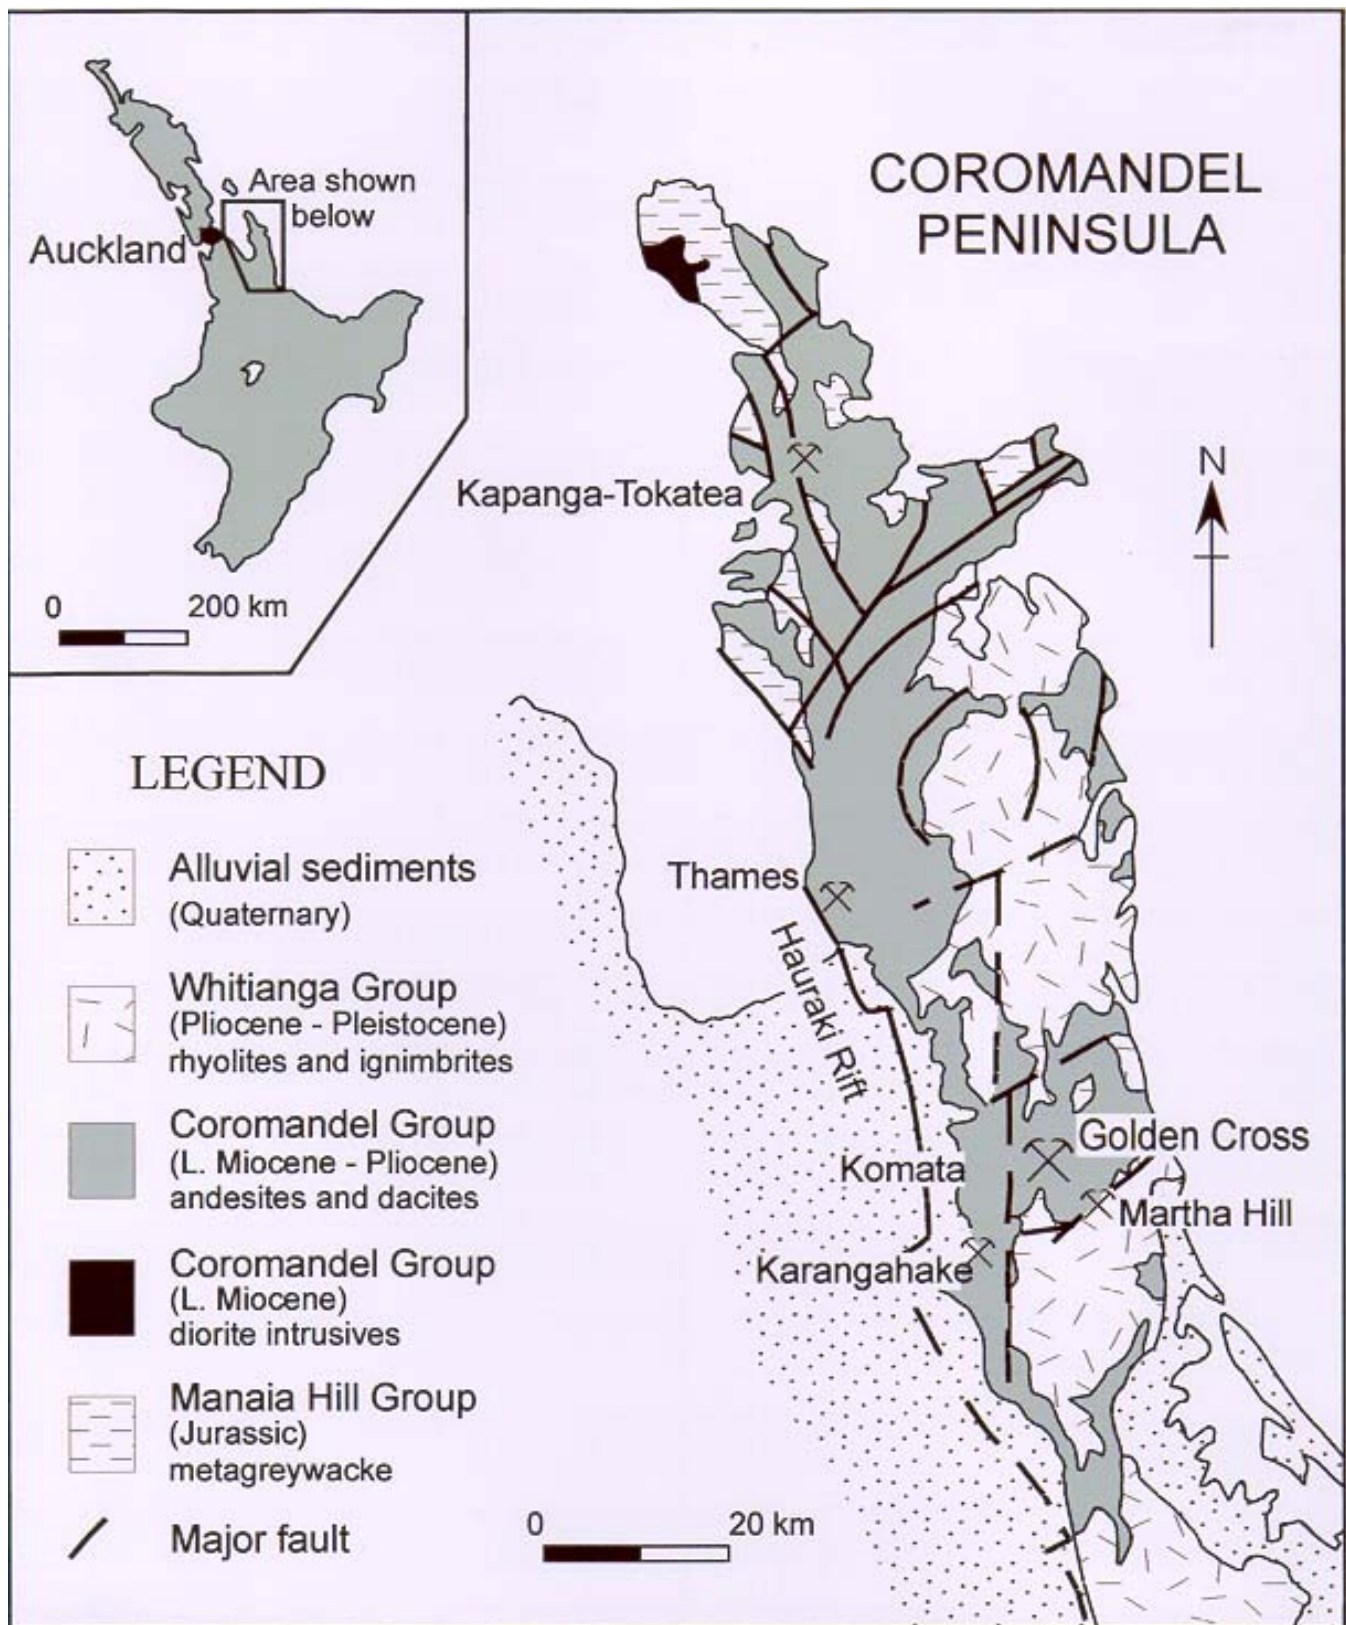 COROMANDEL
PENINSULA
Area shown
below
Auckland
0 200 km
N
Kapanga-Tokatea
Thames
Hauraki Rift
Golden Cross
Komata
Martha Hill
Karangahake
LEGEND
Alluvial sediments
(Quaternary)
Whitianga Group
(Pliocene - Pleistocene)
rhyolites and ignimbrites
Coromandel Group
(L. Miocene - Pliocene)
andesites and dacites
Coromandel Group
(L. Miocene)
diorite intrusives
Manaia Hill Group
(Jurassic)
metagreywacke
Major fault
0 20 km